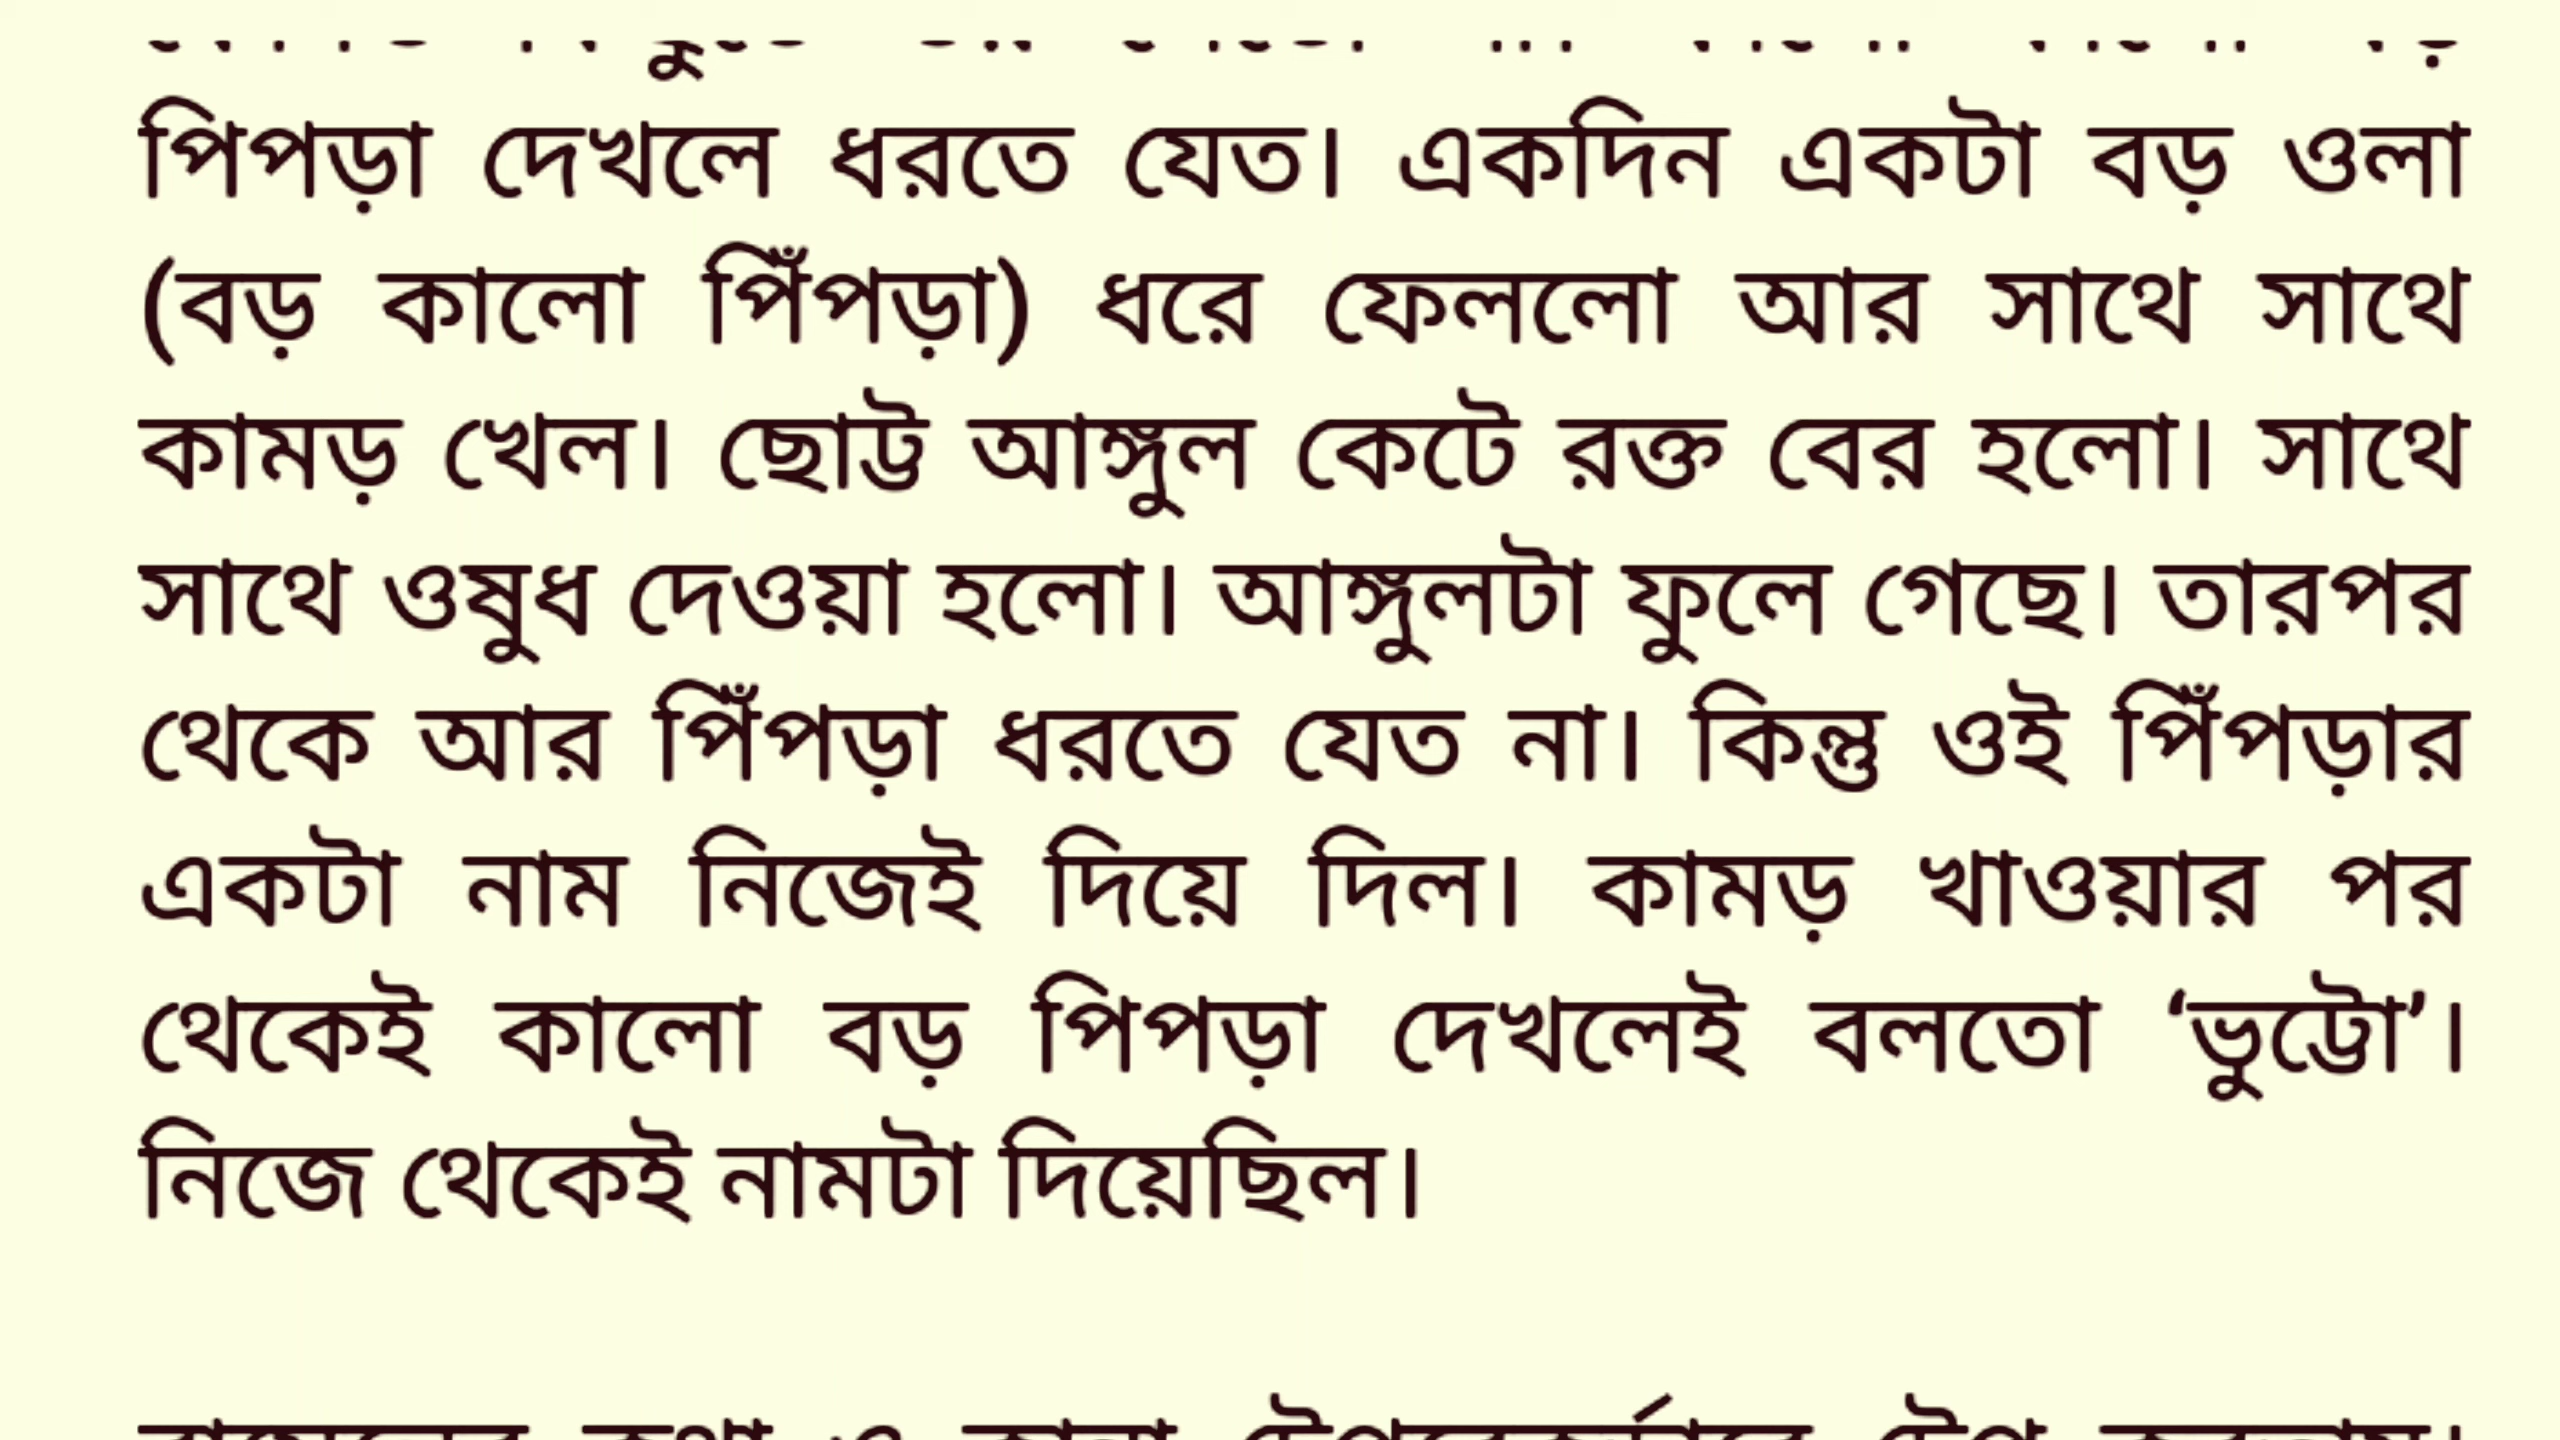 পিপড়া দেখলে ধরতে যেত। একদিন একটা বড় ওলা
(বড় কালো পিঁপড়া) ধরে ফেললো আর সাথে সাথে
কামড় খেল। ছোট্ট আঙ্গুল কেটে রক্ত বের হলো। সাথে
সাথে ওষুধ দেওয়া হলো। আঙ্গুলটা ফুলে গেছে। তারপর
থেকে আর পিঁপড়া ধরতে যেত না। কিন্তু ওই পিঁপড়ার
একটা নাম নিজেই দিয়ে দিল। কামড় খাওয়ার পর
থেকেই কালো বড় পিপড়া দেখলেই বলতো ‘ভুট্টো’।
নিজে থেকেই নামটা দিয়েছিল।